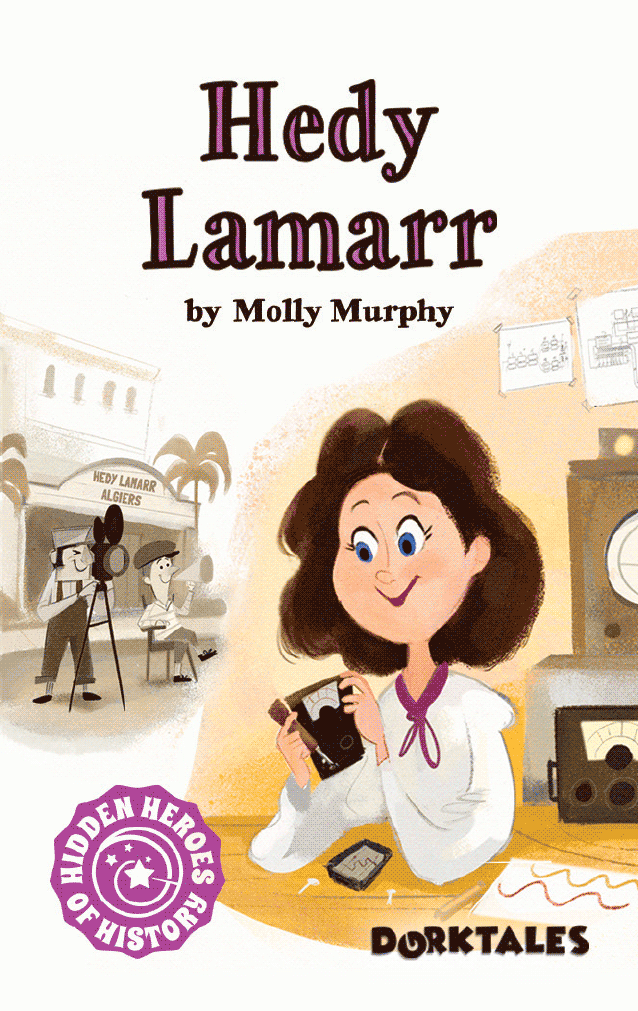 Hedy
Lamarr
by Molly Murphy
HEDY LAMARR
ALGIERS
HIDDEN HEROES
OF HISTORY
DORKTALES